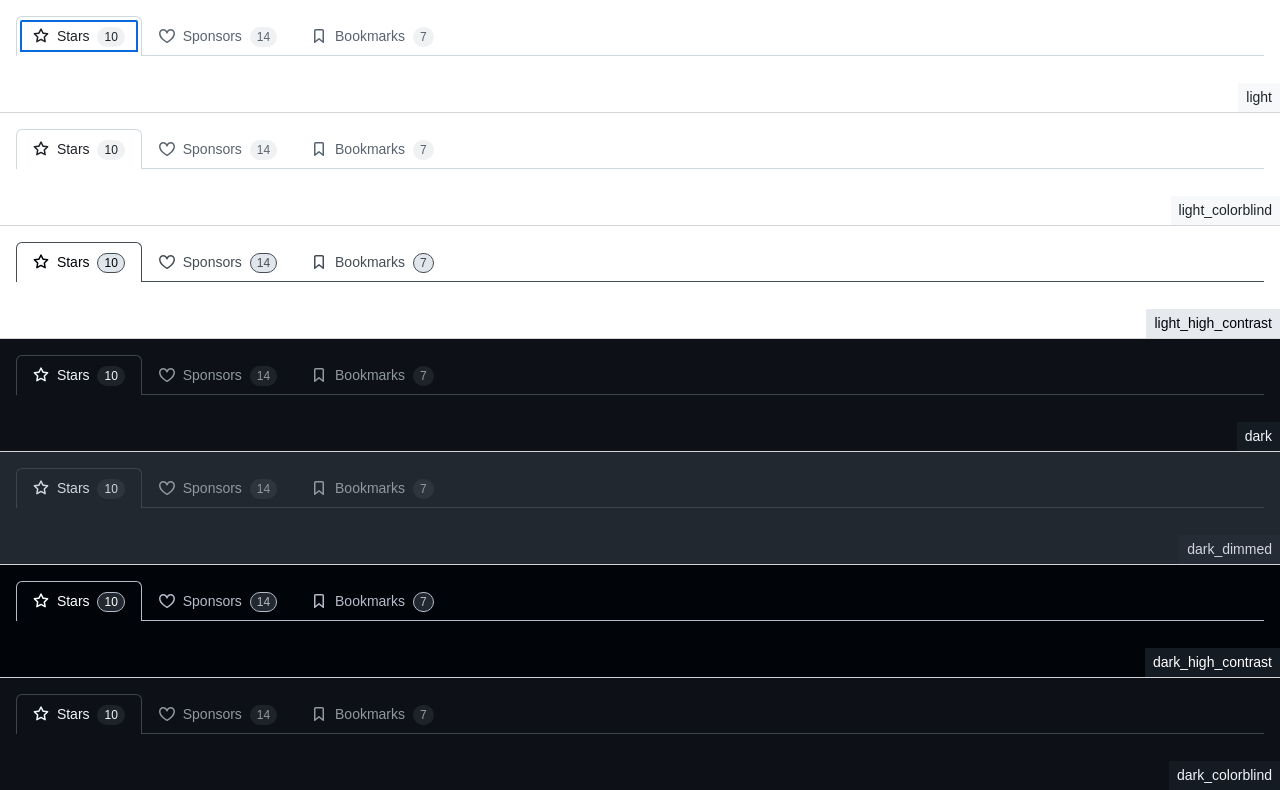 Stars 10 Sponsors 14 Bookmarks 7
light
Stars 10 Sponsors 14 Bookmarks 7
light_colorblind
Stars 10 Sponsors 14 Bookmarks 7
light_high_contrast
Stars 10 Sponsors 14 Bookmarks 7
dark
Stars 10 Sponsors 14 Bookmarks 7
dark_dimmed
Stars 10 Sponsors 14 Bookmarks 7
dark_high_contrast
Stars 10 Sponsors 14 Bookmarks 7
dark_colorblind